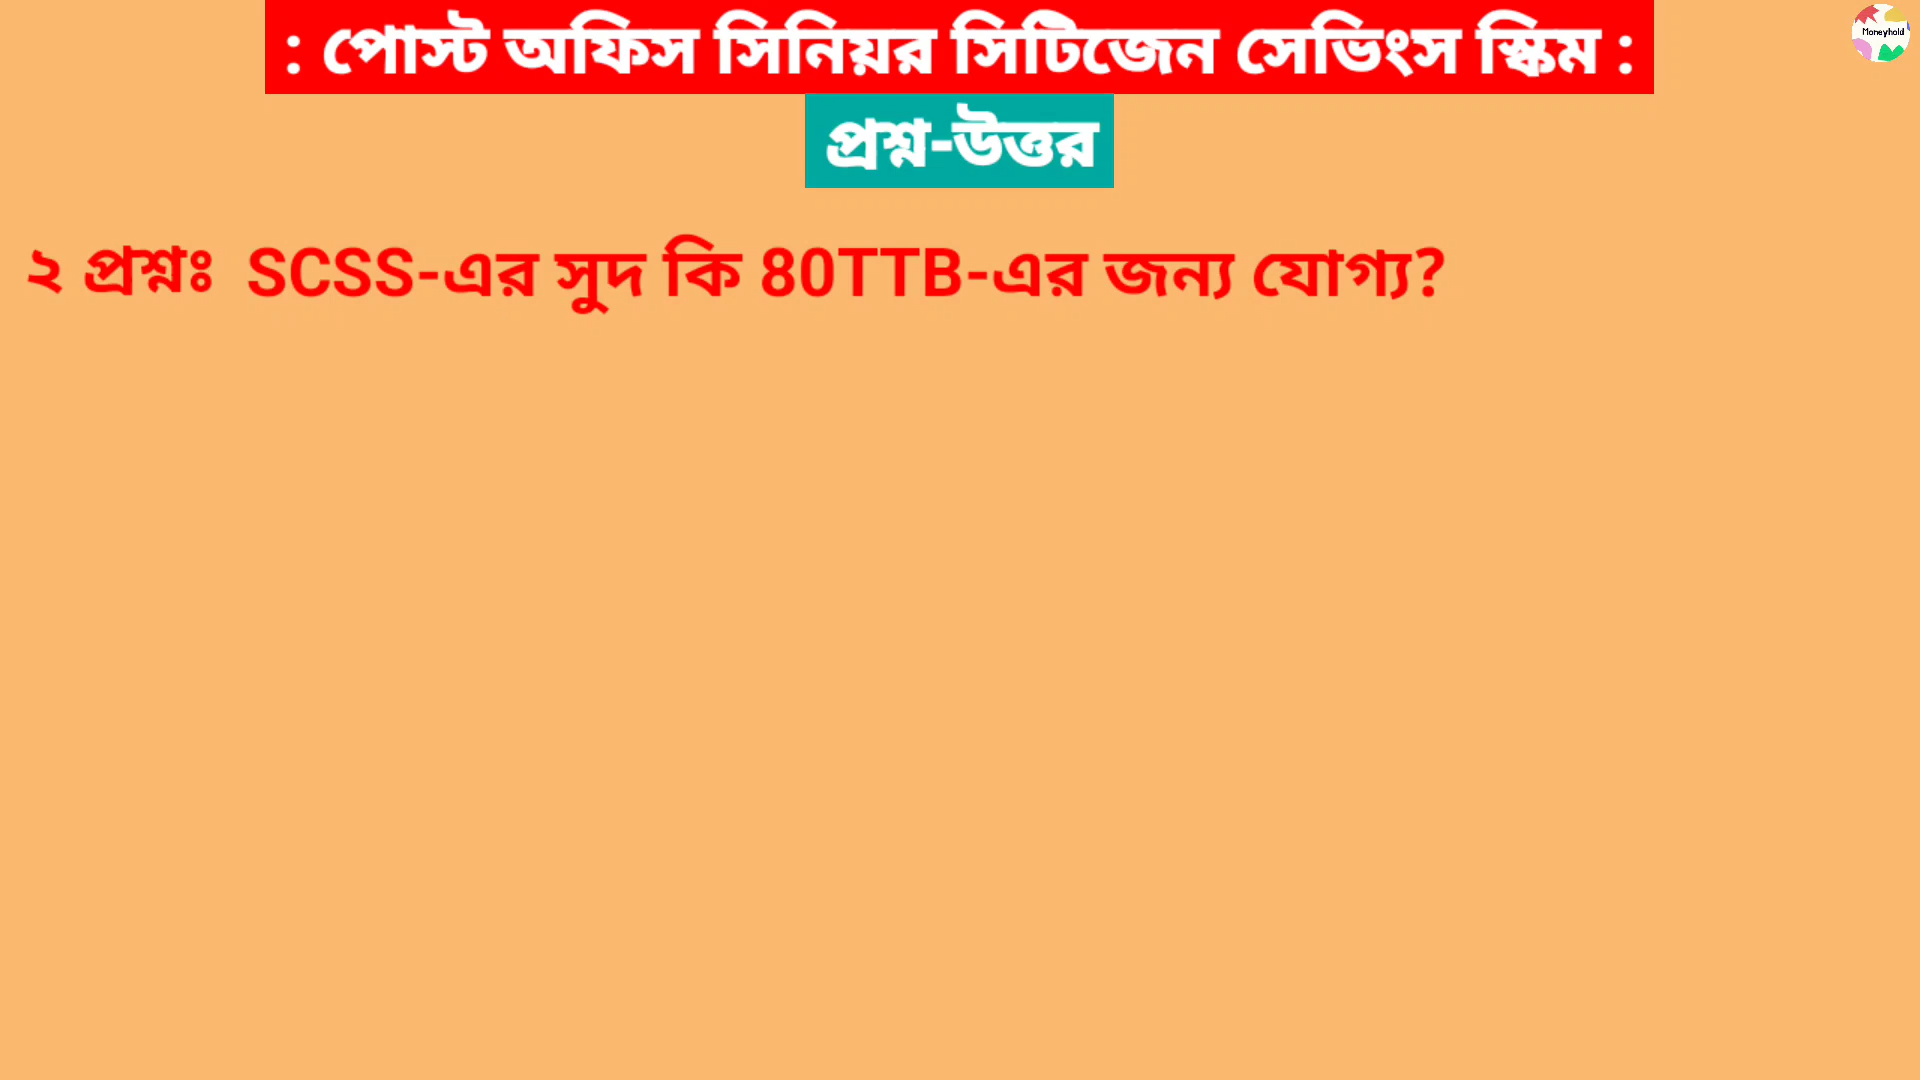 : পোস্ট অফিস সিনিয়র সিটিজেন সেভিংস স্কিম :
প্রশ্ন-উত্তর
২ প্রশ্নঃ SCSS-এর সুদ কি 80TTB-এর জন্য যোগ্য?
Moneyhold